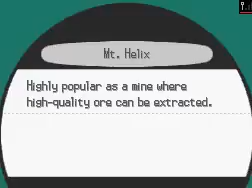 Mt. Helix
Highly popular as a mine where
high-quality ore can be extracted.